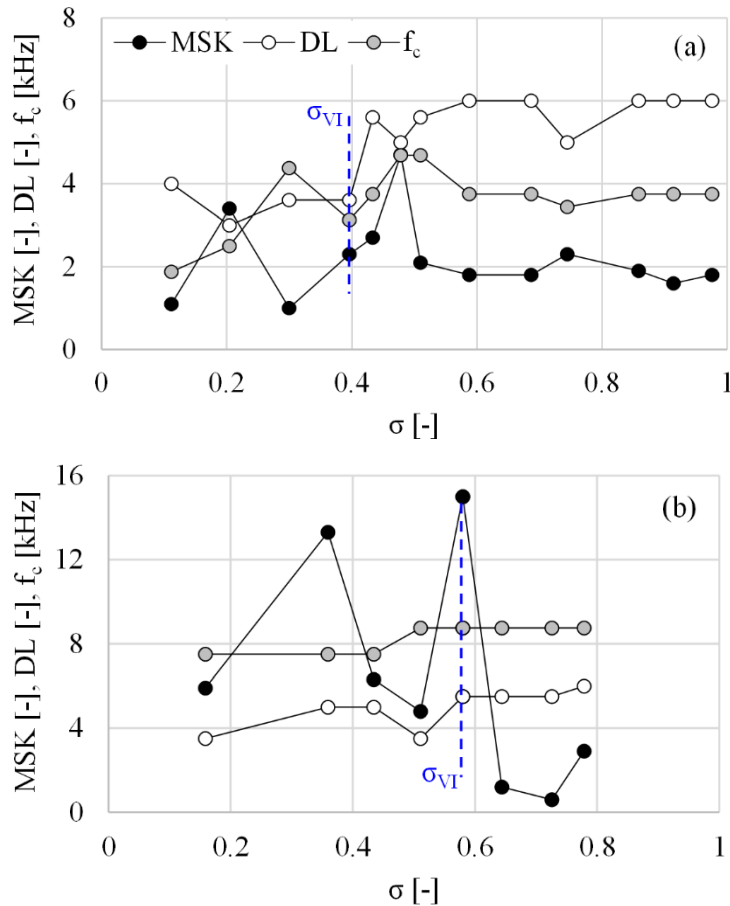 8
MSK DL f_c (a)
6
σ_VI
4
2
0
0 0.2 0.4 0.6 0.8 1
σ [-]
MSK [-], DL [-], f_c [kHz]
16
(b)
12
8
4
σ_VI
0
0 0.2 0.4 0.6 0.8 1
σ [-]
MSK [-], DL [-], f_c [kHz]